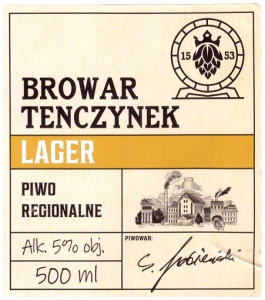 15 53
BROWAR
TENCZYNEK
LAGER
PIWO
REGIONALNE
Alk. 5% obj.
500 ml
PIWOWAR: